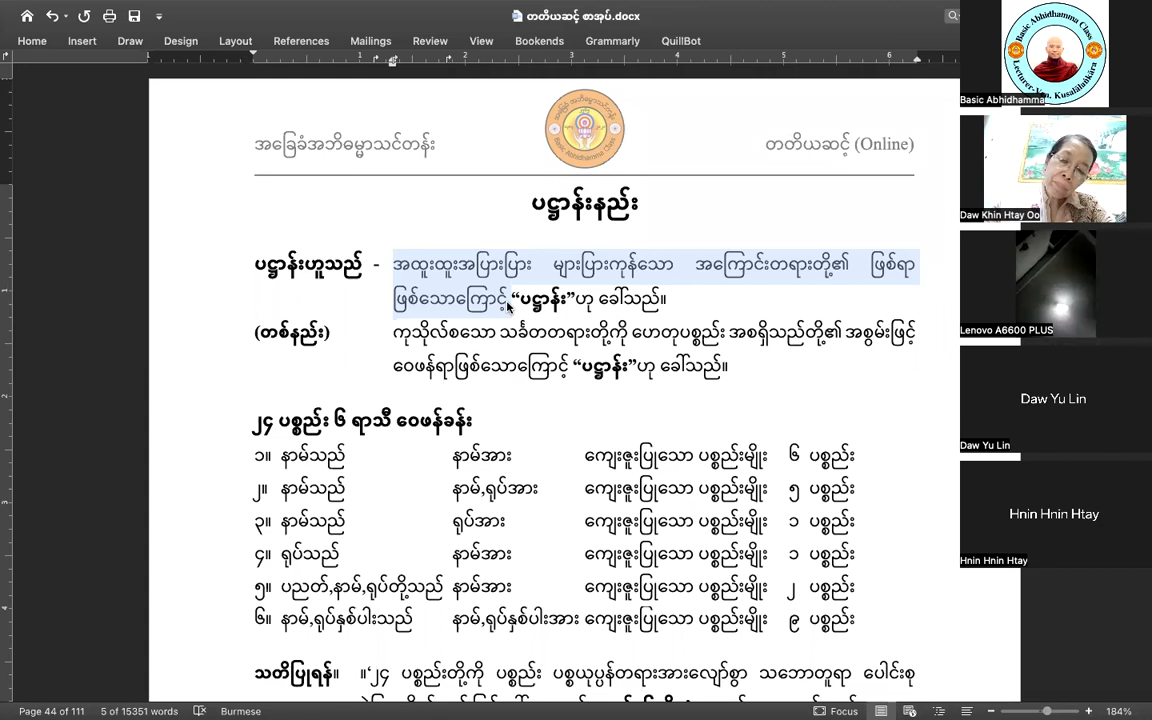 တတိယဆင့် စာအုပ်.docx
Home Insert Draw Design Layout References Mailings Review View Bookends Grammarly QuillBot
အခြေခံအဘိဓမ္မာသင်တန်း
တတိယဆင့် (Online)
ပဋ္ဌာန်းနည်း
ပဋ္ဌာန်းဟူသည် - အထူးထူးအပြားပြား များပြားကုန်သော အကြောင်းတရားတို့၏ ဖြစ်ရာ
ဖြစ်သောကြောင့် “ပဋ္ဌာန်း”ဟု ခေါ်သည်။
(တစ်နည်း) ကုသိုလ်စသော သင်္ခတတရားတို့ကို ဟေတုပစ္စည်း အစရှိသည်တို့၏ အစွမ်းဖြင့်
ဝေဖန်ရာဖြစ်သောကြောင့် “ပဋ္ဌာန်း”ဟု ခေါ်သည်။
၂၄ ပစ္စည်း ၆ ရာသီ ဝေဖန်ခန်း
၁။ နာမ်သည် နာမ်အား ကျေးဇူးပြုသော ပစ္စည်းမျိုး ၆ ပစ္စည်း
၂။ နာမ်သည် နာမ်,ရုပ်အား ကျေးဇူးပြုသော ပစ္စည်းမျိုး ၅ ပစ္စည်း
၃။ နာမ်သည် ရုပ်အား ကျေးဇူးပြုသော ပစ္စည်းမျိုး ၁ ပစ္စည်း
၄။ ရုပ်သည် နာမ်အား ကျေးဇူးပြုသော ပစ္စည်းမျိုး ၁ ပစ္စည်း
၅။ ပညတ်,နာမ်,ရုပ်တို့သည် နာမ်အား ကျေးဇူးပြုသော ပစ္စည်းမျိုး ၂ ပစ္စည်း
၆။ နာမ်,ရုပ်နှစ်ပါးသည် နာမ်,ရုပ်နှစ်ပါးအား ကျေးဇူးပြုသော ပစ္စည်းမျိုး ၉ ပစ္စည်း
သတိပြုရန်။ ။‘၂၄ ပစ္စည်းတို့ကို ပစ္စည်း ပစ္စယုပ္ပန်တရားအားလျော်စွာ သဘောတူရာ ပေါင်းစု
Page 44 of 111 5 of 15351 words Burmese Focus 184%
Basic Abhidhamma Class
Lecturer-Ven. Kusalālaṅkāra
Basic Abhidhamma
Daw Khin Htay Oo
Lenovo A6600 PLUS
Daw Yu Lin
Daw Yu Lin
Hnin Hnin Htay
Hnin Hnin Htay